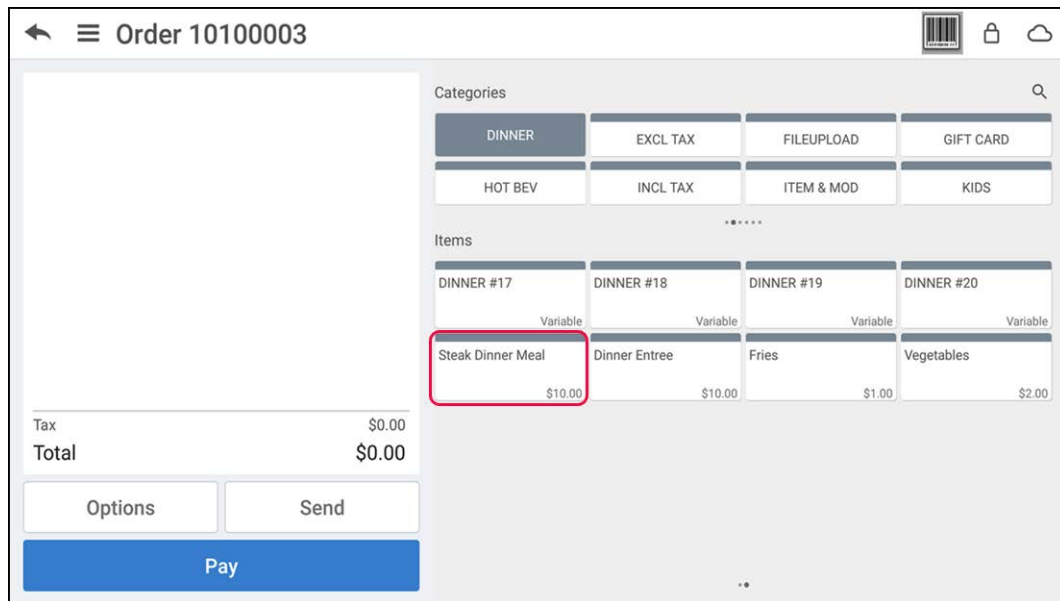 Order 10100003
Tax $0.00
Total $0.00
Options Send
Pay
Categories
DINNER EXCL TAX FILEUPLOAD GIFT CARD
HOT BEV INCL TAX ITEM & MOD KIDS
Items
DINNER #17 DINNER #18 DINNER #19 DINNER #20
Variable Variable Variable Variable
Steak Dinner Meal Dinner Entree Fries Vegetables
$10.00 $10.00 $1.00 $2.00